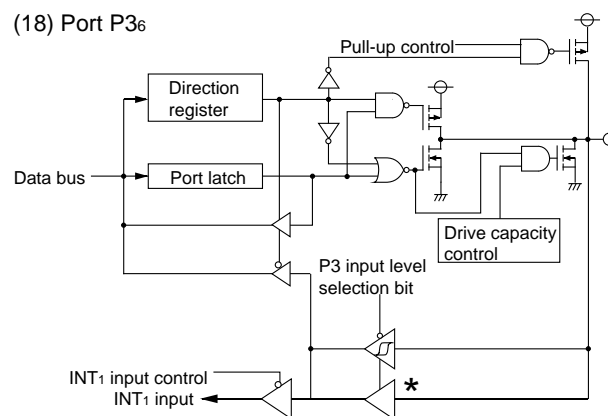 (18) Port P3₆
Pull-up control
Direction
register
Data bus
Port latch
Drive capacity
control
P3 input level
selection bit
*
INT₁ input control
INT₁ input